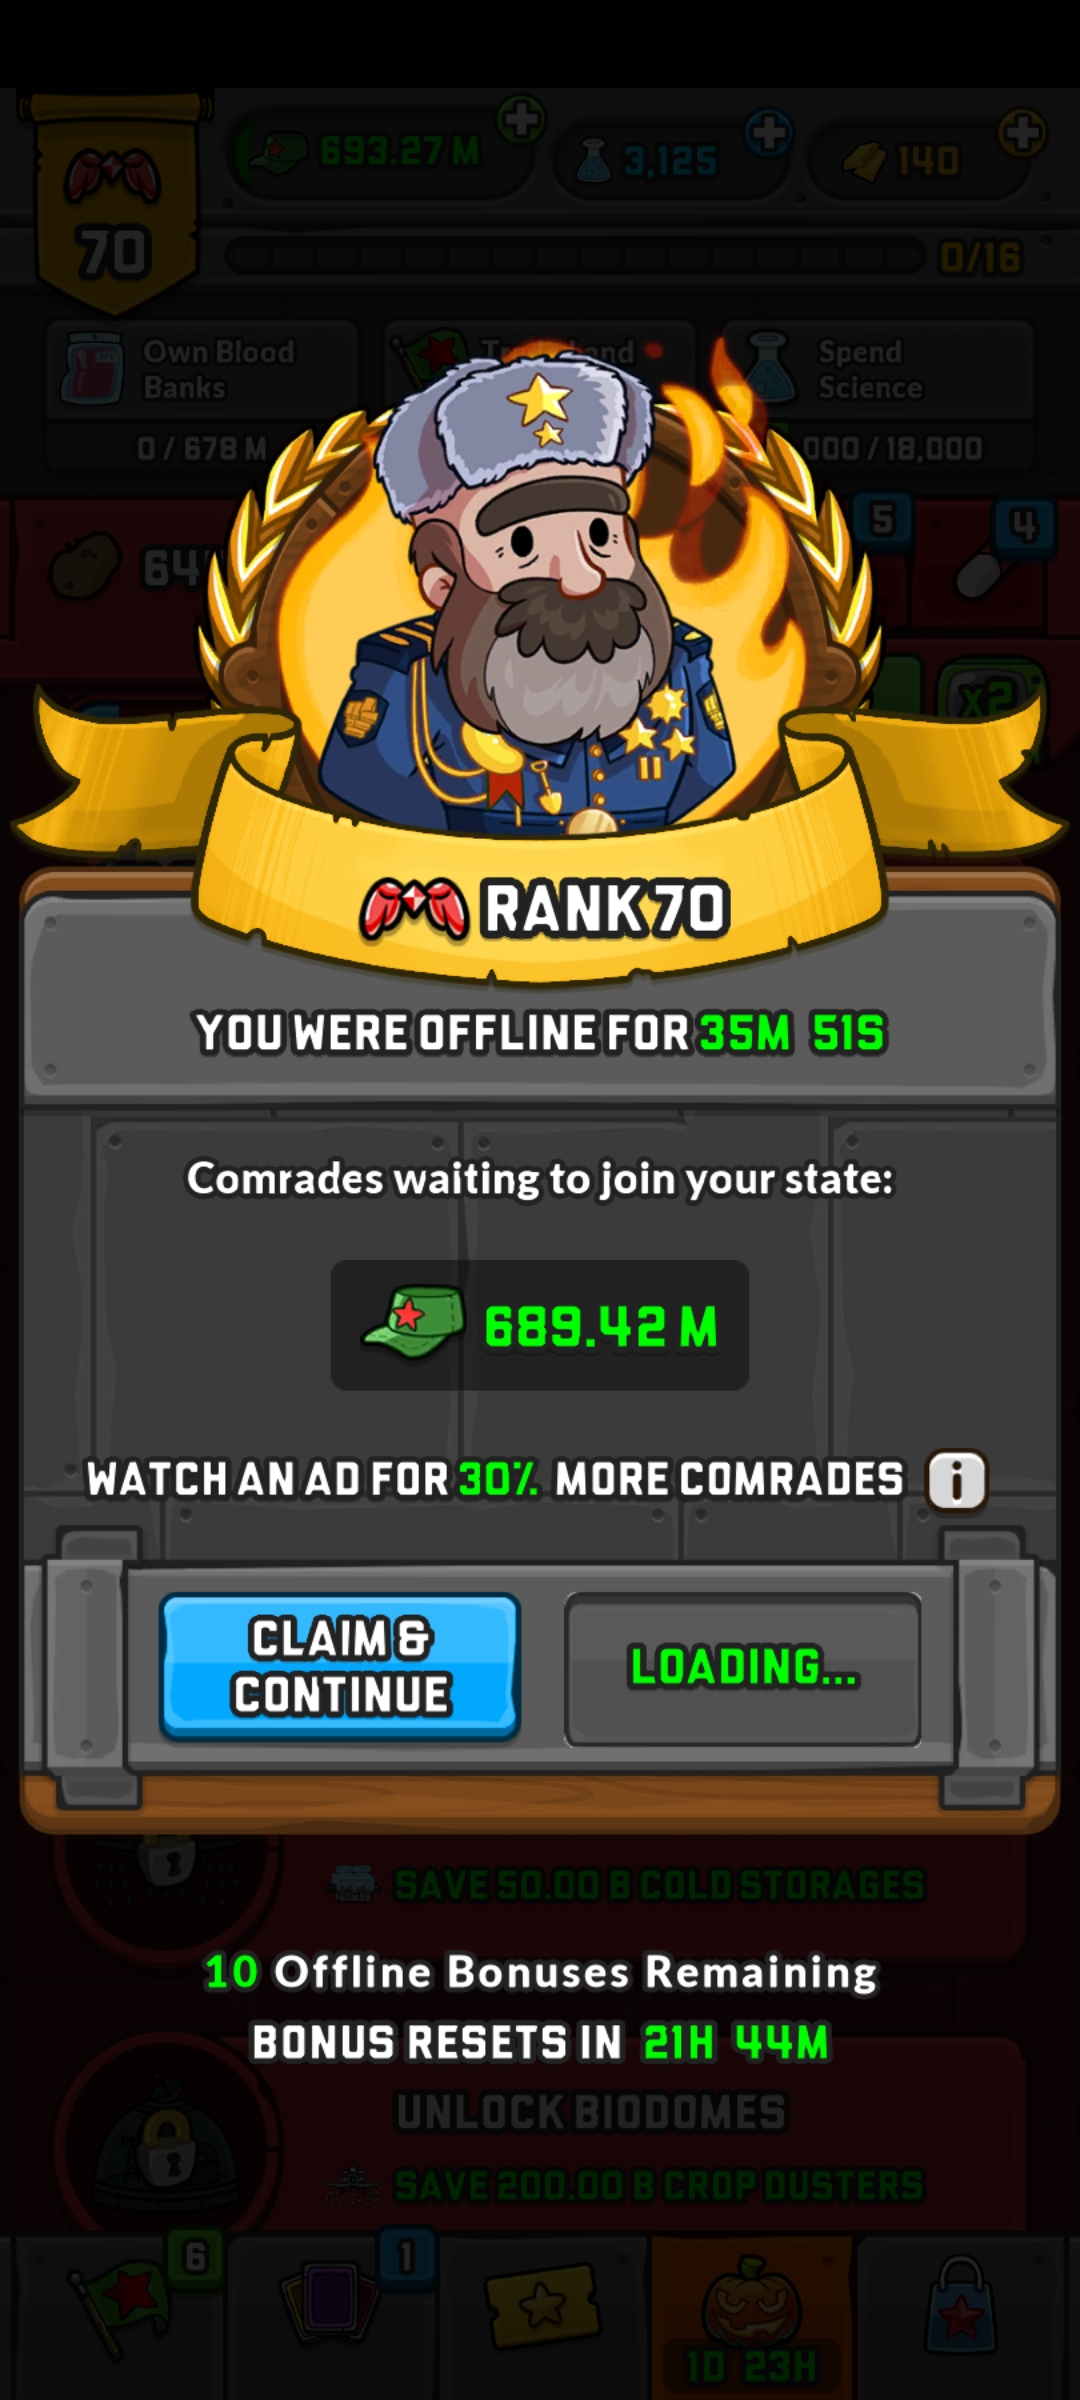 693.27 M
3,125
140
70
0/16
Own Blood
Banks
0 / 678 M
Spend
Science
000 / 18,000
5
4
64
x2
RANK 70
YOU WERE OFFLINE FOR 35M 51S
Comrades waiting to join your state:
689.42 M
WATCH AN AD FOR 30% MORE COMRADES
i
CLAIM &
CONTINUE
LOADING...
SAVE 50.00 B COLD STORAGES
10 Offline Bonuses Remaining
BONUS RESETS IN 21H 44M
UNLOCK BIODOMES
SAVE 200.00 B CROP DUSTERS
6
1
1D 23H